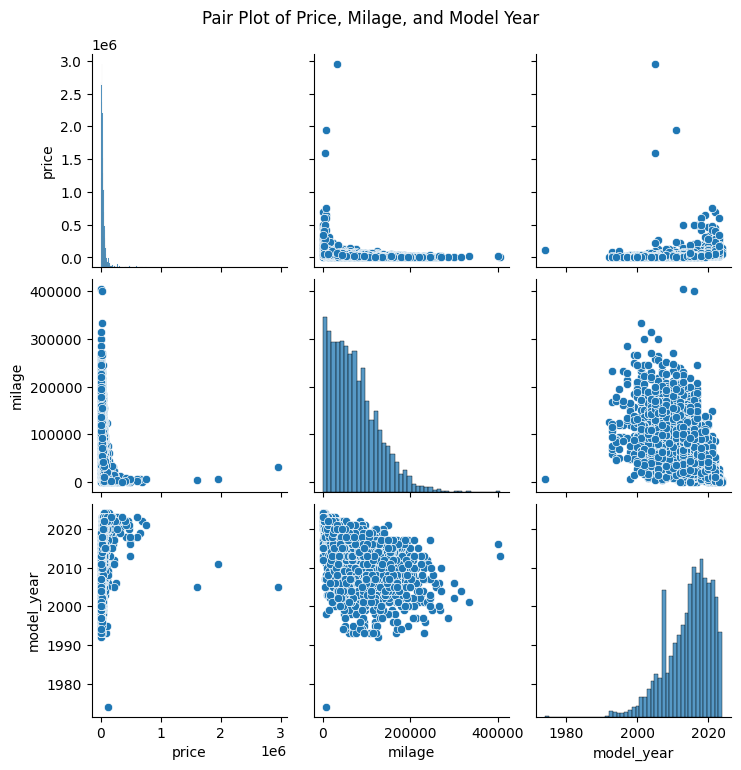 Pair Plot of Price, Milage, and Model Year
1e6
3.0
2.5
2.0
1.5
1.0
0.5
0.0
price
400000
300000
200000
100000
0
milage
2020
2010
2000
1990
1980
model_year
0 1 2 3
1e6
price
0 200000 400000
milage
1980 2000 2020
model_year